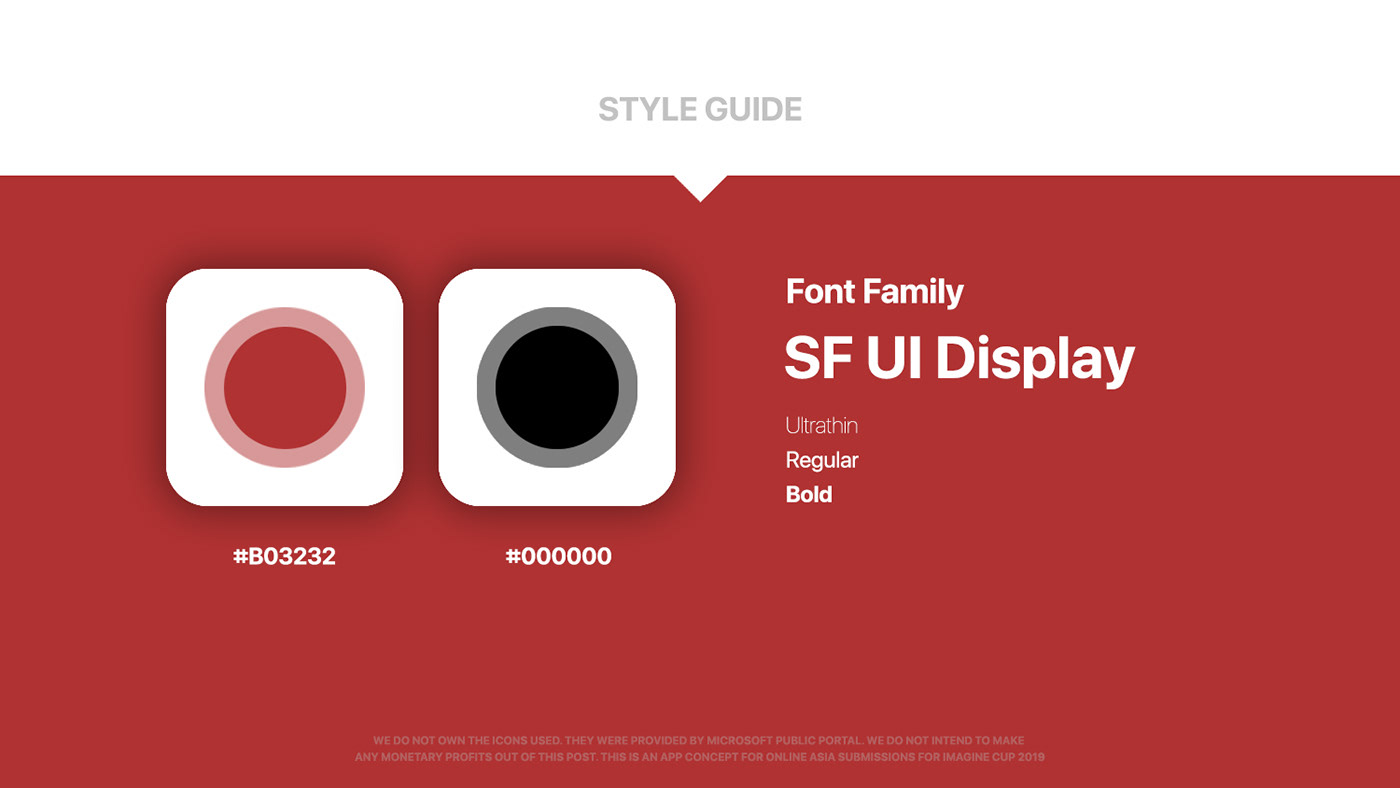 STYLE GUIDE
Font Family
SF UI Display
Ultrathin
Regular
Bold
#B03232
#000000
WE DO NOT OWN THE ICONS USED. THEY WERE PROVIDED BY MICROSOFT PUBLIC PORTAL. WE DO NOT INTEND TO MAKE
ANY MONETARY PROFITS OUT OF THIS POST. THIS IS AN APP CONCEPT FOR ONLINE ASIA SUBMISSIONS FOR IMAGINE CUP 2019